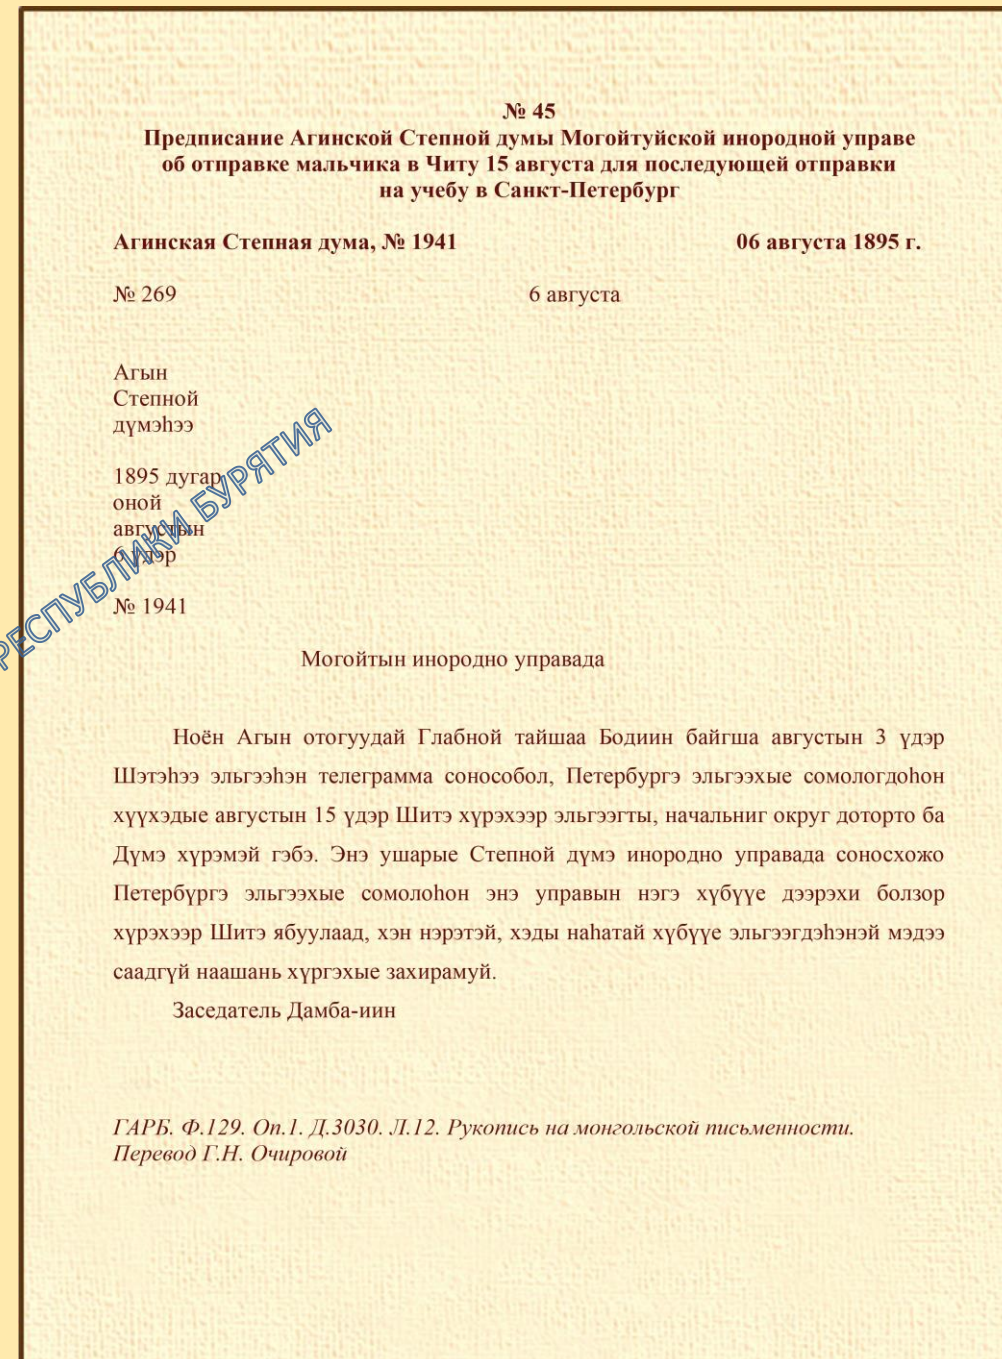 № 45
Предписание Агинской Степной думы Могойтуйской инородной управе
об отправке мальчика в Читу 15 августа для последующей отправки
на учебу в Санкт-Петербург
Агинская Степная дума, № 1941 06 августа 1895 г.
№ 269 6 августа
Агын
Степной
дүмэһээ
1895 дугар
оной
августын
6 үдэр
№ 1941
РЕСПУБЛИКИ БУРЯТИЯ
Могойтын инородно управада
Ноён Агын отогуудай Глабной тайшаа Бодиин байгша августын 3 үдэр
Шэтэһээ эльгээһэн телеграмма сонособол, Петербургэ эльгээхые сомологдоһон
хүүхэдые августын 15 үдэр Шитэ хүрэхээр эльгээгты, начальниг округ доторто ба
Дүмэ хүрэмэй гэбэ. Энэ ушарые Степной дүмэ инородно управада соносхожо
Петербүргэ эльгээхые сомолоһон энэ управын нэгэ хүбүүе дээрэхи болзор
хүрэхээр Шитэ ябуулаад, хэн нэрэтэй, хэды наһатай хүбүүе эльгээгдэһэнэй мэдээ
саадгүй наашань хүргэхые захирамуй.
Заседатель Дамба-иин
ГАРБ. Ф.129. Оп.1. Д.3030. Л.12. Рукопись на монгольской письменности.
Перевод Г.Н. Очировой